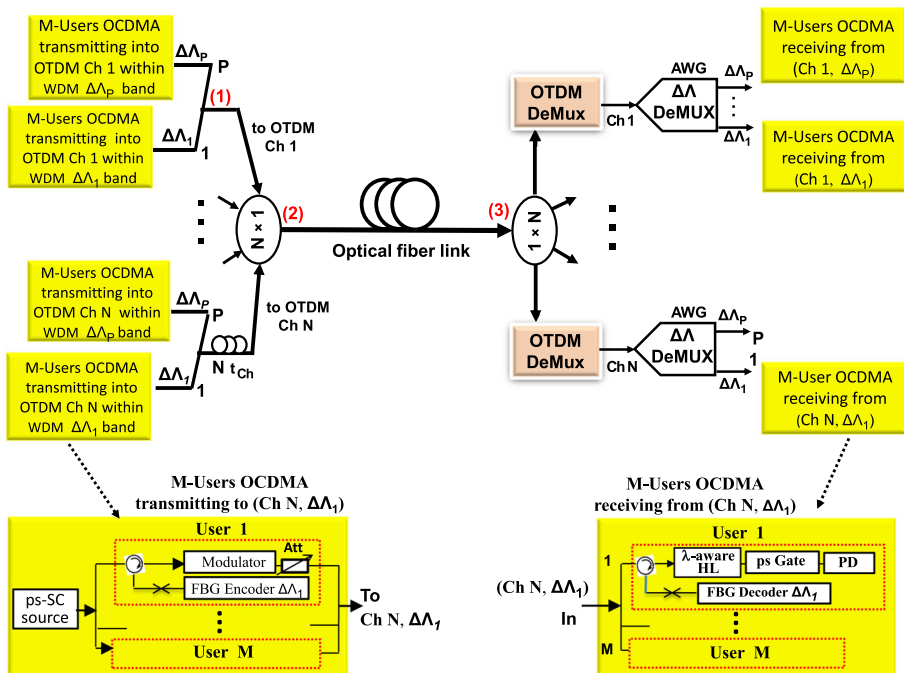 M-Users OCDMA
transmitting into
OTDM Ch 1 within
WDM ΔΛP band
ΔΛP
P
(1)
M-Users OCDMA
transmitting into
OTDM Ch 1 within
WDM ΔΛ1 band
ΔΛ1
1
to OTDM
Ch 1
N × 1
(2)
Optical fiber link
(3)
1 × N
M-Users OCDMA
transmitting into
OTDM Ch N within
WDM ΔΛP band
ΔΛP
P
M-Users OCDMA
transmitting into
OTDM Ch N within
WDM ΔΛ1 band
ΔΛ1
1
N tCh
to OTDM
Ch N
OTDM
DeMux
Ch 1
AWG
ΔΛ
DeMUX
ΔΛP
ΔΛ1
M-Users OCDMA
receiving from
(Ch 1, ΔΛP)
M-Users OCDMA
receiving from
(Ch 1, ΔΛ1)
OTDM
DeMux
Ch N
AWG
ΔΛ
DeMUX
ΔΛP
P
1
ΔΛ1
M-User OCDMA
receiving from
(Ch N, ΔΛ1)
M-Users OCDMA
transmitting to (Ch N, ΔΛ1)
User 1
Att
Modulator
FBG Encoder ΔΛ1
ps-SC
source
User M
To
Ch N, ΔΛ1
M-Users OCDMA
receiving from (Ch N, ΔΛ1)
User 1
(Ch N, ΔΛ1)
In
1
λ-aware
HL
ps Gate
PD
FBG Decoder ΔΛ1
M
User M